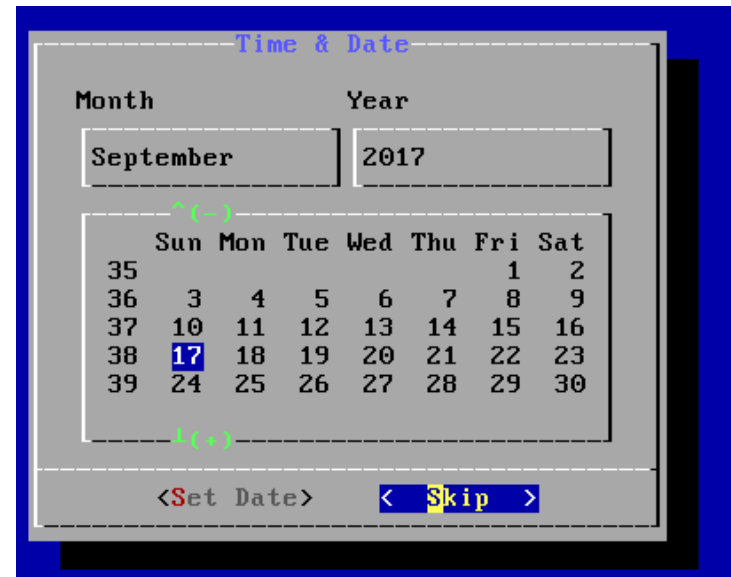 Time & Date
Month Year
September 2017
^(-)
Sun Mon Tue Wed Thu Fri Sat
35 1 2
36 3 4 5 6 7 8 9
37 10 11 12 13 14 15 16
38 17 18 19 20 21 22 23
39 24 25 26 27 28 29 30
┴(+)
<Set Date> < Skip >